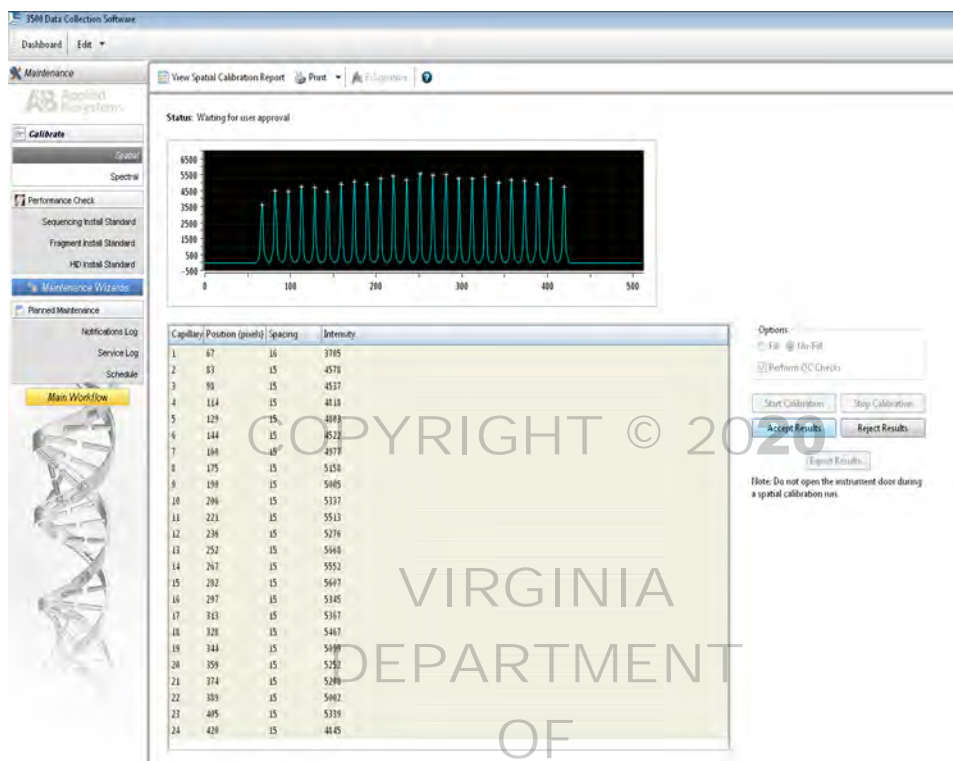 3500 Data Collection Software
Dashboard Edit
Maintenance
View Spatial Calibration Report Print E-Signature
Applied Biosystems
Status: Waiting for user approval
Calibrate
Spatial
Spectral
Performance Check
Sequencing Install Standard
Fragment Install Standard
HID Install Standard
Maintenance Wizards
Planned Maintenance
Notifications Log
Service Log
Schedule
Main Workflow
6500
5500
4500
3500
2500
1500
500
-500
0 100 200 300 400 500
Capillary Position (pixels) Spacing Intensity
1 67 16 3705
2 83 15 4578
3 98 15 4537
4 114 15 4818
5 129 15 4803
6 144 15 4522
7 160 15 4978
8 175 15 5158
9 190 15 5005
10 206 15 5337
11 221 15 5513
12 236 15 5276
13 252 15 5668
14 267 15 5552
15 282 15 5607
16 297 15 5345
17 313 15 5367
18 328 15 5467
19 344 15 5099
20 359 15 5252
21 374 15
22 389 15 5002
23 405 15 5339
24 420 15 4845
Options
Fill No-Fill
Perform QC Checks
Start Calibration Stop Calibration
Accept Results Reject Results
Export Results
Note: Do not open the instrument door during
a spatial calibration run.
COPYRIGHT © 2020
VIRGINIA
DEPARTMENT
OF